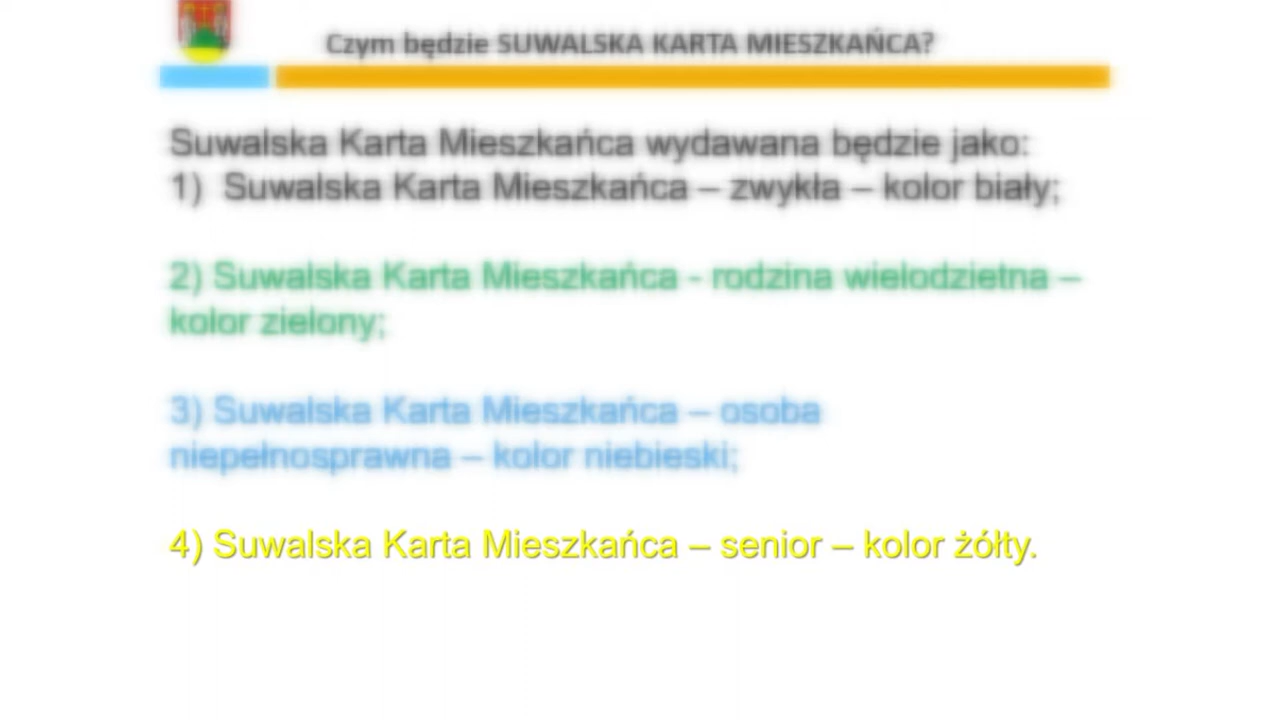 Czym będzie SUWALSKA KARTA MIESZKAŃCA?
Suwalska Karta Mieszkańca wydawana będzie jako:
1) Suwalska Karta Mieszkańca – zwykła – kolor biały;
2) Suwalska Karta Mieszkańca - rodzina wielodzietna –
kolor zielony;
3) Suwalska Karta Mieszkańca – osoba
niepełnosprawna – kolor niebieski;
4) Suwalska Karta Mieszkańca – senior – kolor żółty.